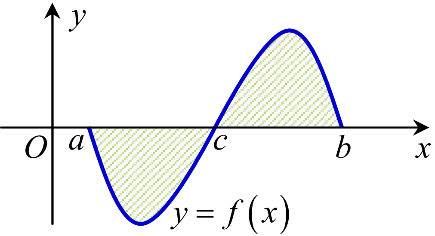 y
O a c b x
y = f(x)